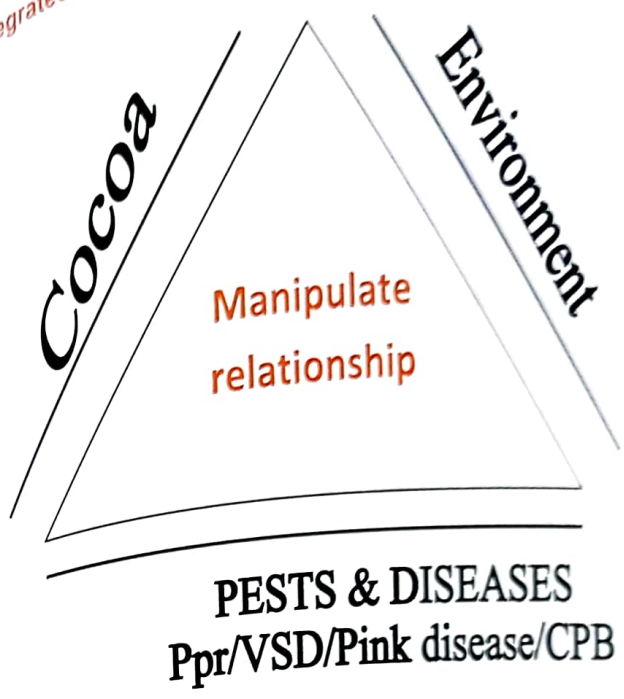 Cocoa
Environment
Manipulate
relationship
PESTS & DISEASES
Ppr/VSD/Pink disease/CPB